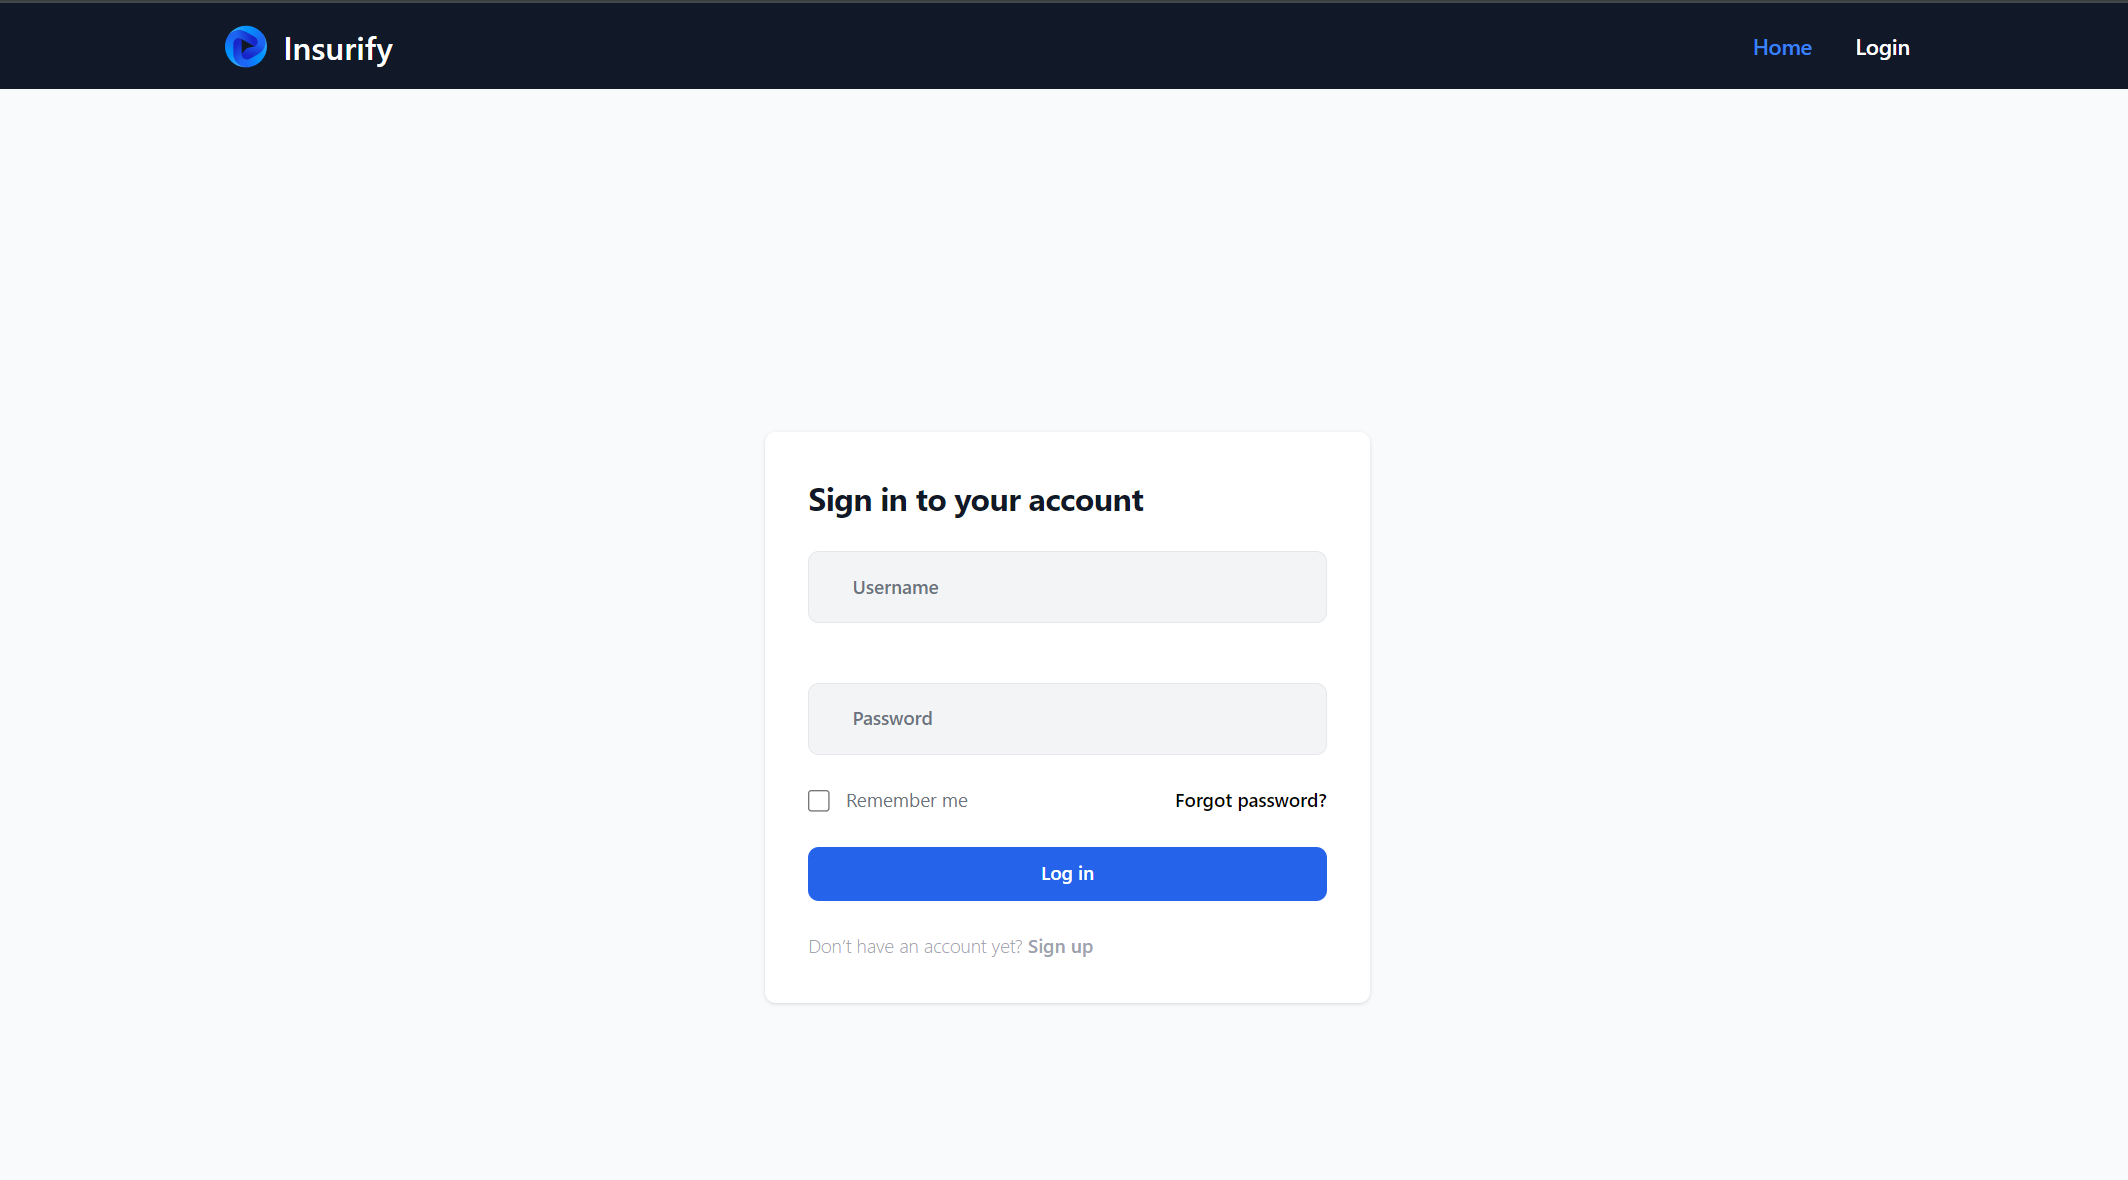 Insurify
Home Login
Sign in to your account
Username
Password
Remember me Forgot password?
Log in
Don't have an account yet? Sign up